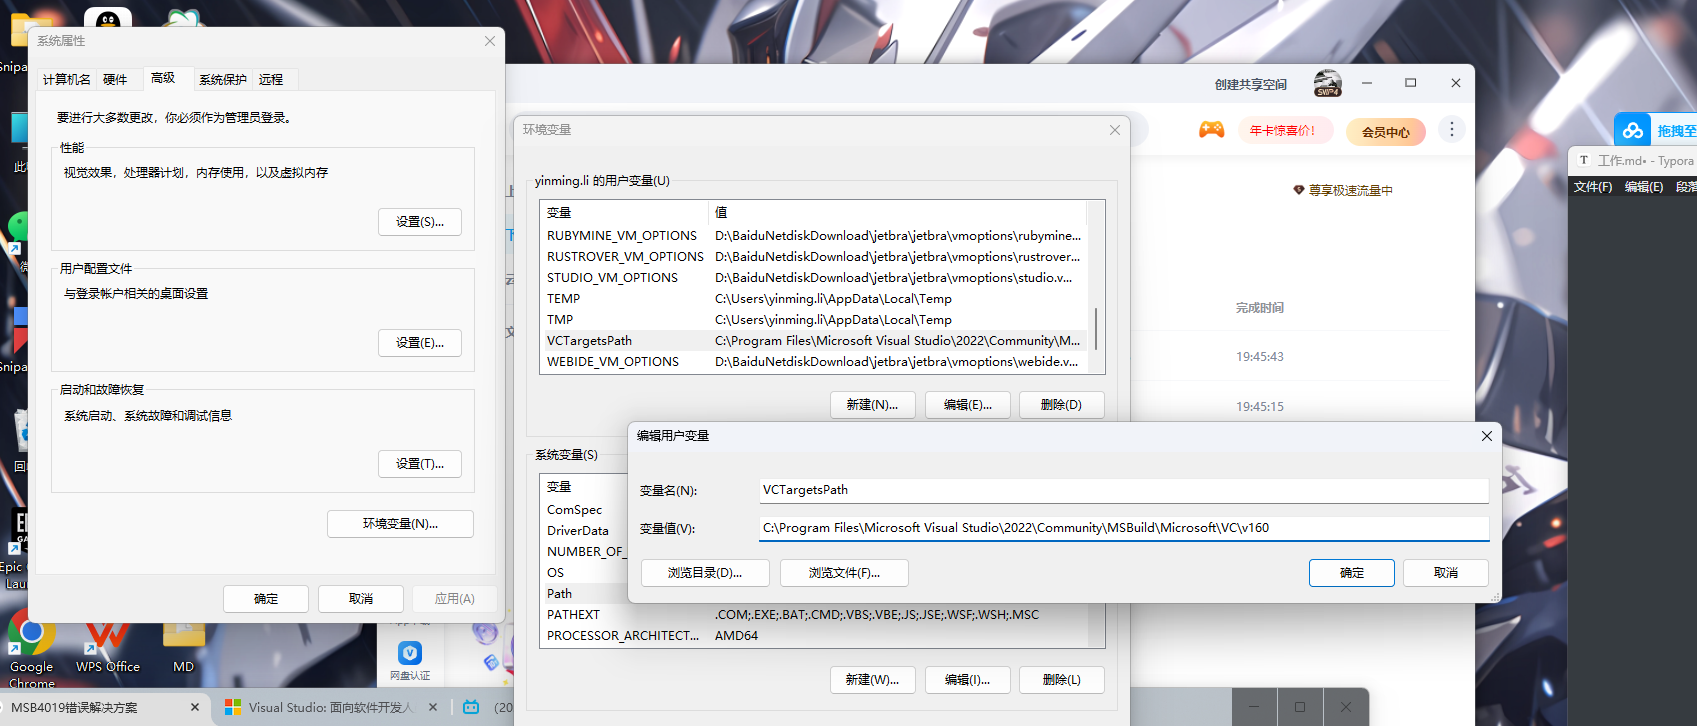 Snipa
系统属性
计算机名
硬件
高级
系统保护
远程
要进行大多数更改，你必须作为管理员登录。
性能
视觉效果，处理器计划，内存使用，以及虚拟内存
设置(S)...
用户配置文件
与登录帐户相关的桌面设置
设置(E)...
启动和故障恢复
系统启动、系统故障和调试信息
设置(T)...
环境变量(N)...
确定
取消
应用(A)
Snipa
Epic
Google
Chrome
WPS Office
MD
网盘认证
创建共享空间
SNIP4
年卡惊喜价!
会员中心
尊享极速流量中
完成时间
19:45:43
19:45:15
环境变量
yinming.li 的用户变量(U)
变量 值
RUBYMINE_VM_OPTIONS D:\BaiduNetdiskDownload\jetbra\jetbra\vmoptions\rubymine...
RUSTROVER_VM_OPTIONS D:\BaiduNetdiskDownload\jetbra\jetbra\vmoptions\rustrover...
STUDIO_VM_OPTIONS D:\BaiduNetdiskDownload\jetbra\jetbra\vmoptions\studio.v...
TEMP C:\Users\yinming.li\AppData\Local\Temp
TMP C:\Users\yinming.li\AppData\Local\Temp
VCTargetsPath C:\Program Files\Microsoft Visual Studio\2022\Community\M...
WEBIDE_VM_OPTIONS D:\BaiduNetdiskDownload\jetbra\jetbra\vmoptions\webide.v...
新建(N)...
编辑(E)...
删除(D)
系统变量(S)
变量
ComSpec
DriverData
NUMBER_OF_
OS
Path
PATHEXT .COM;.EXE;.BAT;.CMD;.VBS;.VBE;.JS;.JSE;.WSF;.WSH;.MSC
PROCESSOR_ARCHITECT... AMD64
新建(W)...
编辑(I)...
删除(L)
编辑用户变量
变量名(N):
VCTargetsPath
变量值(V):
C:\Program Files\Microsoft Visual Studio\2022\Community\MSBuild\Microsoft\VC\v160
浏览目录(D)...
浏览文件(F)...
确定
取消
拖拽至
T 工作.md• - Typora
文件(F) 编辑(E) 段落
MSB4019错误解决方案
Visual Studio: 面向软件开发人
(20